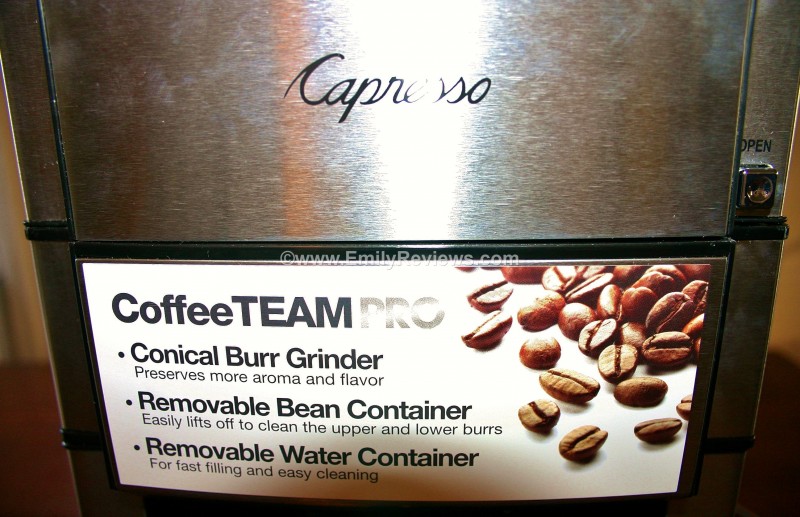 Capresso
OPEN
©www.EmilyReviews.com
CoffeeTEAM PRO
• Conical Burr Grinder
Preserves more aroma and flavor
• Removable Bean Container
Easily lifts off to clean the upper and lower burrs
• Removable Water Container
For fast filling and easy cleaning